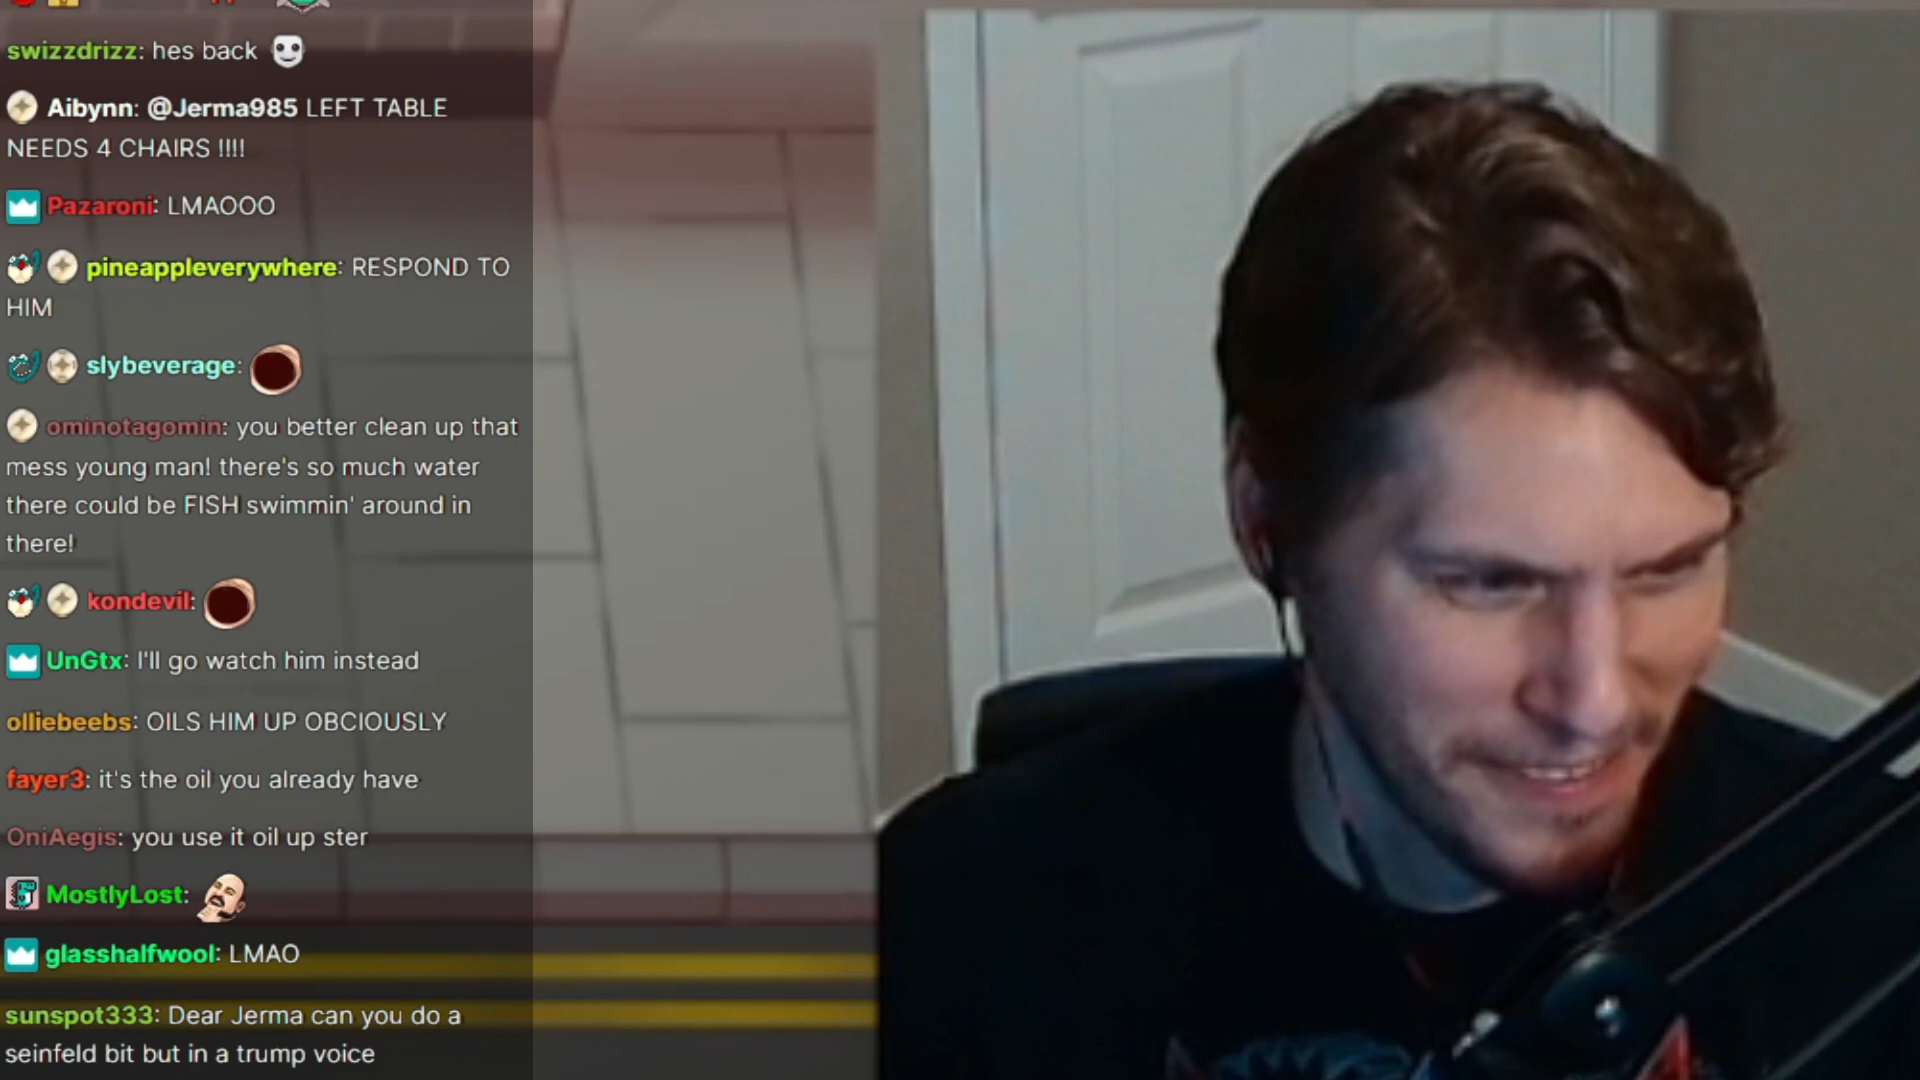 swizzdrizz: hes back
Aibynn: @Jerma985 LEFT TABLE
NEEDS 4 CHAIRS !!!!
Pazaroni: LMAOOO
pineappleverywhere: RESPOND TO
HIM
slybeverage:
ominotagomin: you better clean up that
mess young man! there's so much water
there could be FISH swimmin' around in
there!
kondevil:
UnGtx: I'll go watch him instead
olliebeebs: OILS HIM UP OBCIOUSLY
fayer3: it's the oil you already have
OniAegis: you use it oil up ster
MostlyLost:
glasshalfwool: LMAO
sunspot333: Dear Jerma can you do a
seinfeld bit but in a trump voice